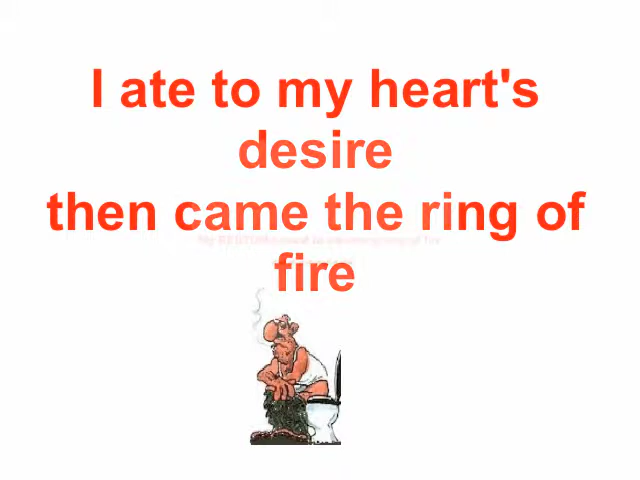 I ate to my heart's
desire
then came the ring of
fire